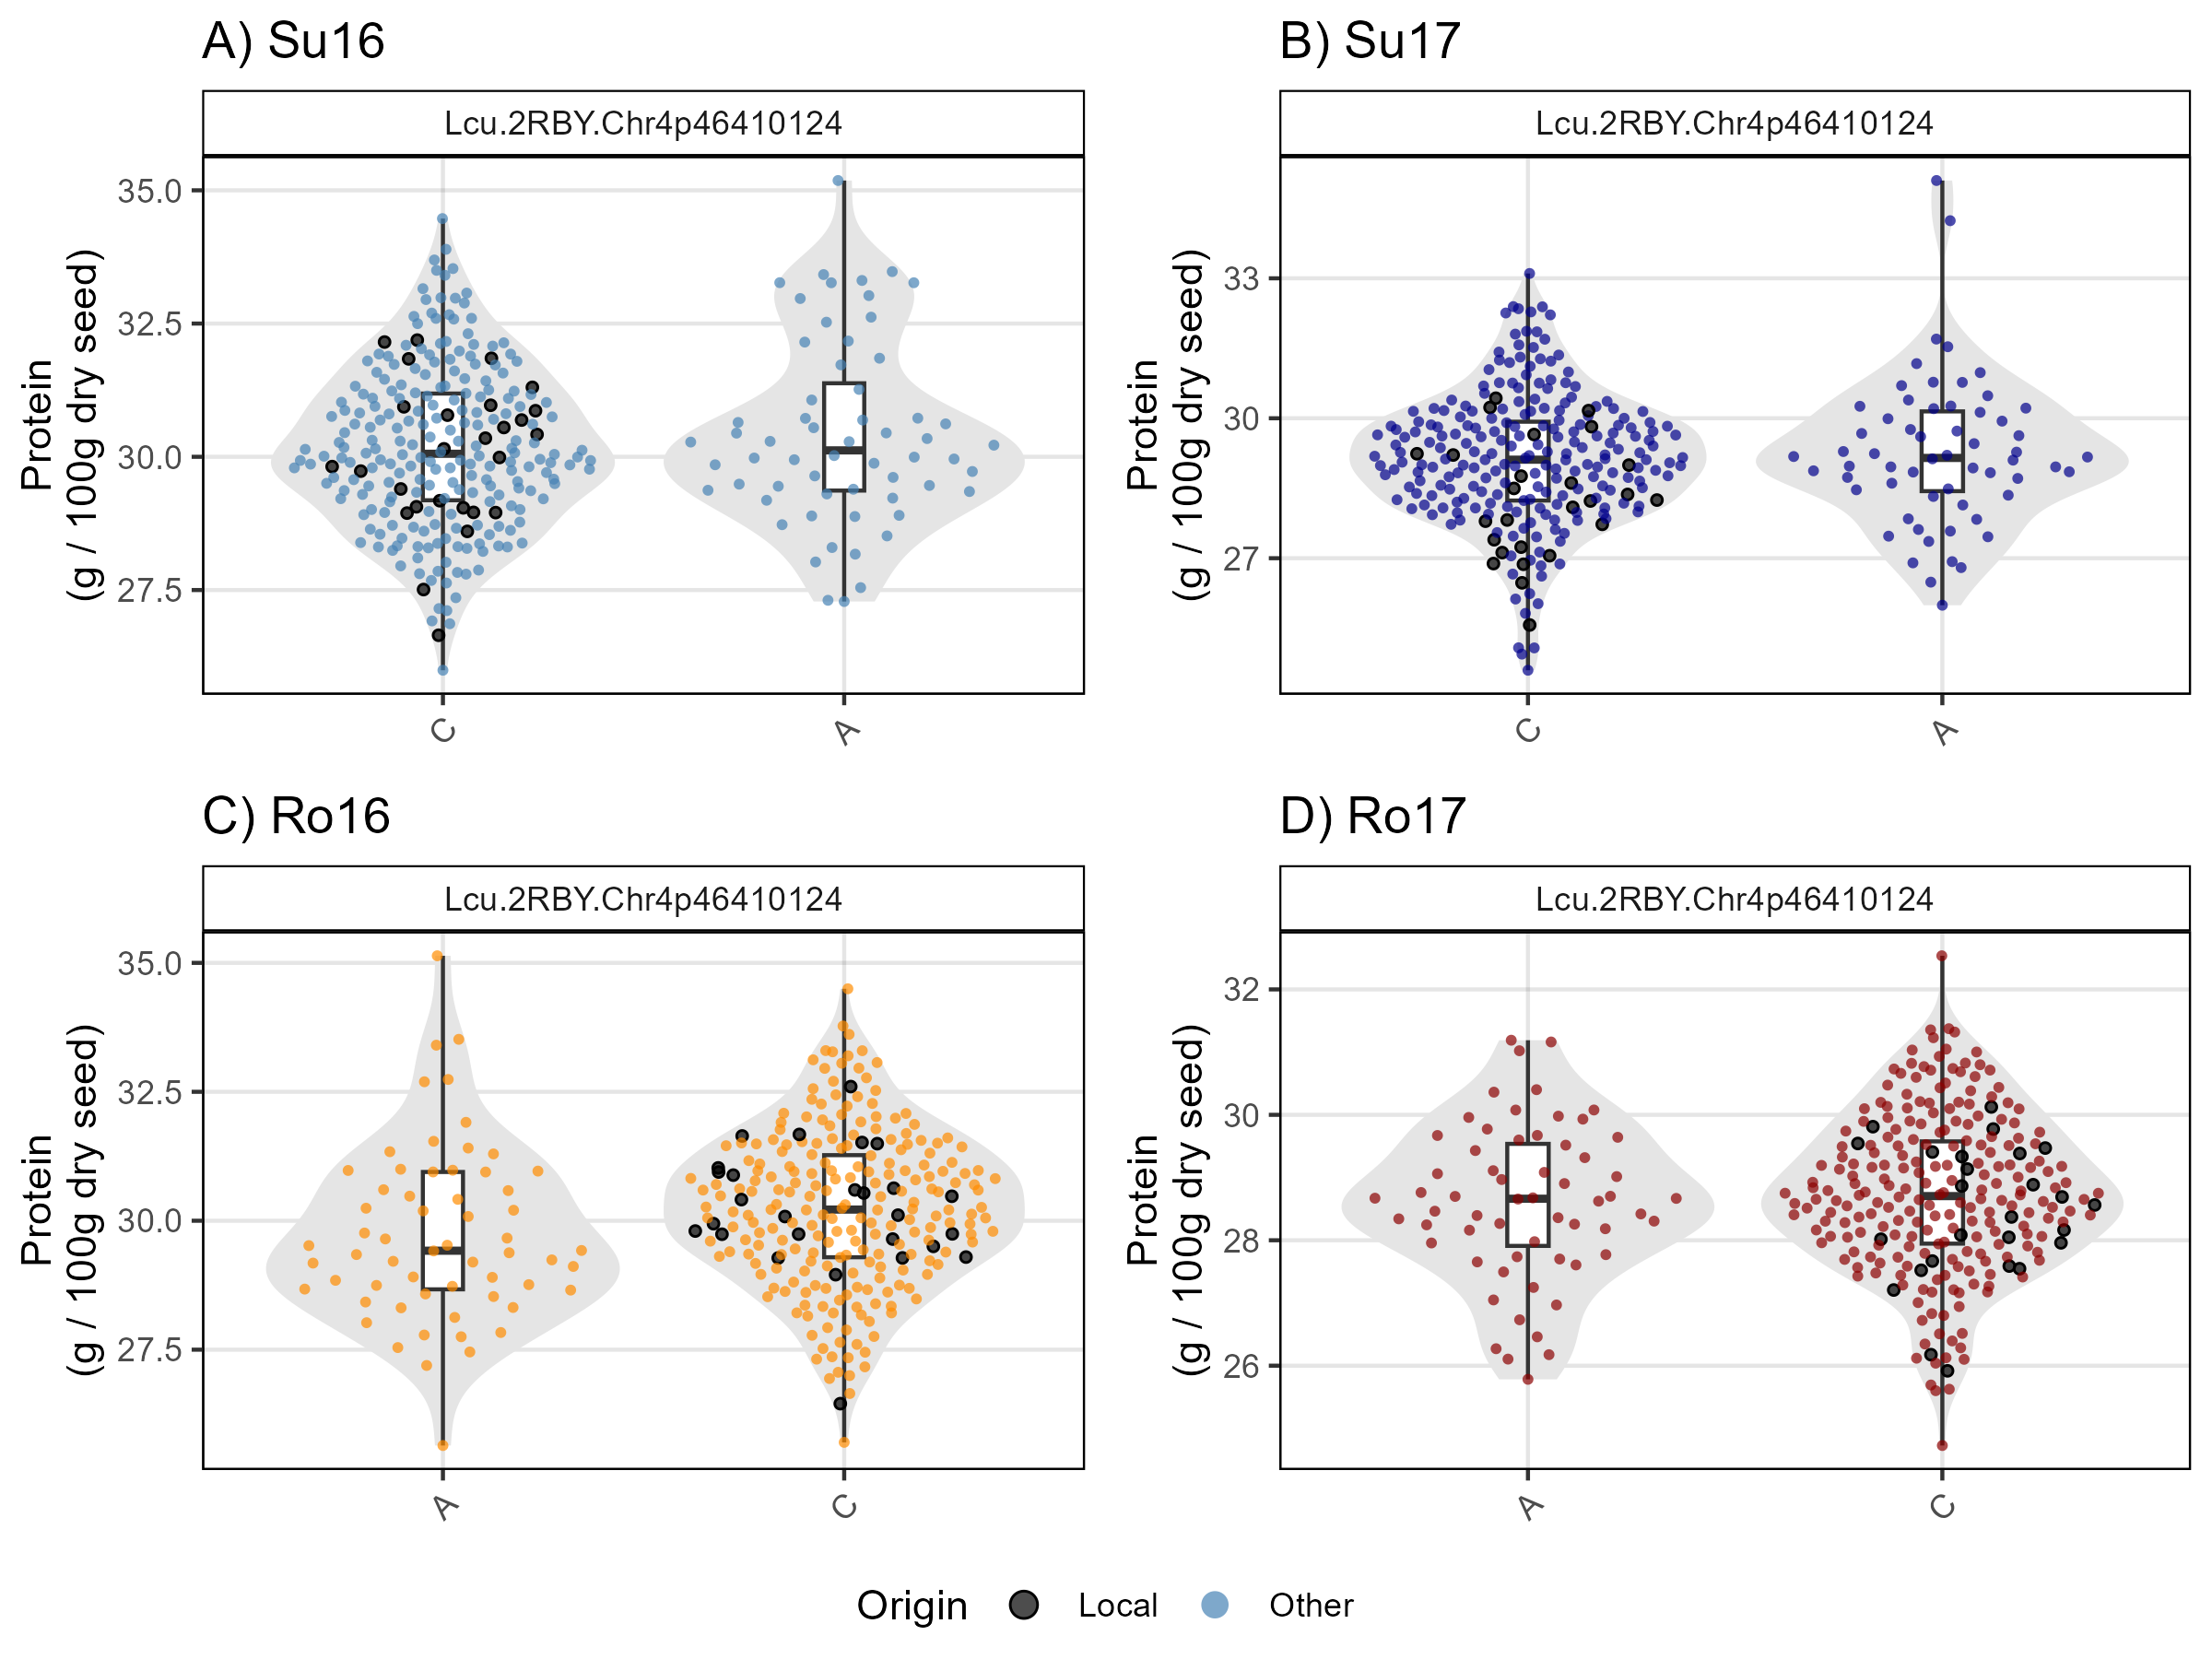 A) Su16
Lcu.2RBY.Chr4p46410124
Protein
(g / 100g dry seed)
35.0
32.5
30.0
27.5
C
A
B) Su17
Lcu.2RBY.Chr4p46410124
Protein
(g / 100g dry seed)
33
30
27
C
A
C) Ro16
Lcu.2RBY.Chr4p46410124
Protein
(g / 100g dry seed)
35.0
32.5
30.0
27.5
A
C
D) Ro17
Lcu.2RBY.Chr4p46410124
Protein
(g / 100g dry seed)
32
30
28
26
A
C
Origin Local Other